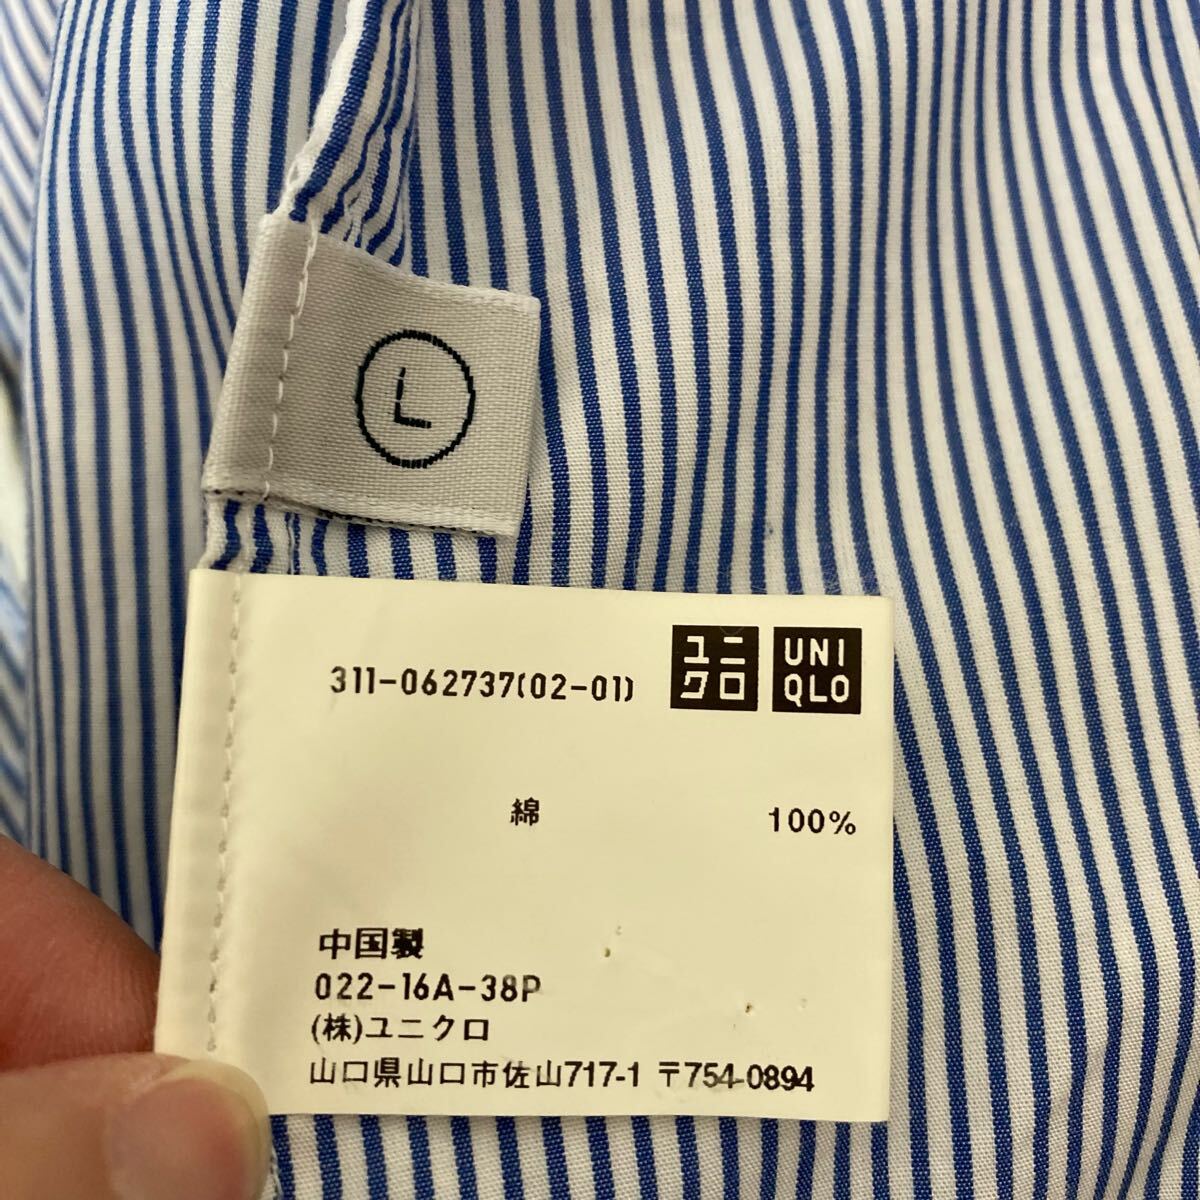 L
311-062737(02-01)
ユニ
クロ
UNI
QLO
綿 100%
中国製
022-16A-38P
(株)ユニクロ
山口県山口市佐山717-1 〒754-0894